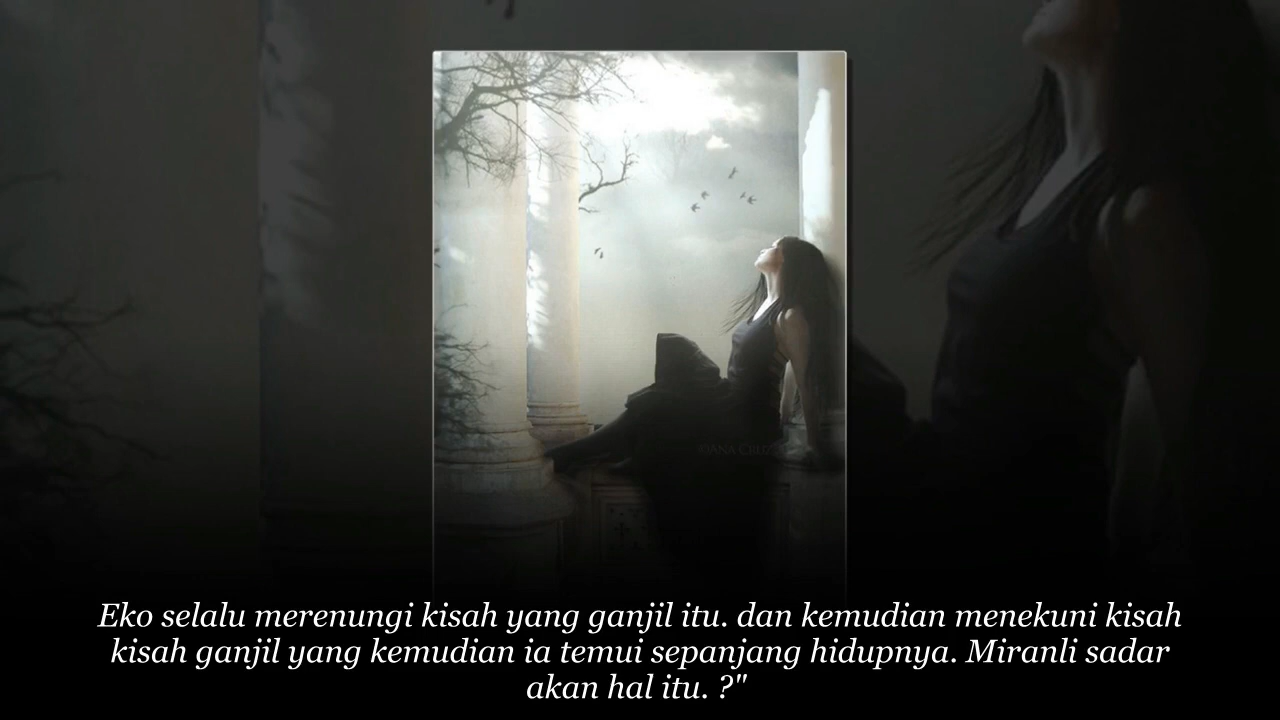 Eko selalu merenungi kisah yang ganjil itu. dan kemudian menekuni kisah
kisah ganjil yang kemudian ia temui sepanjang hidupnya. Miranli sadar
akan hal itu. ?"